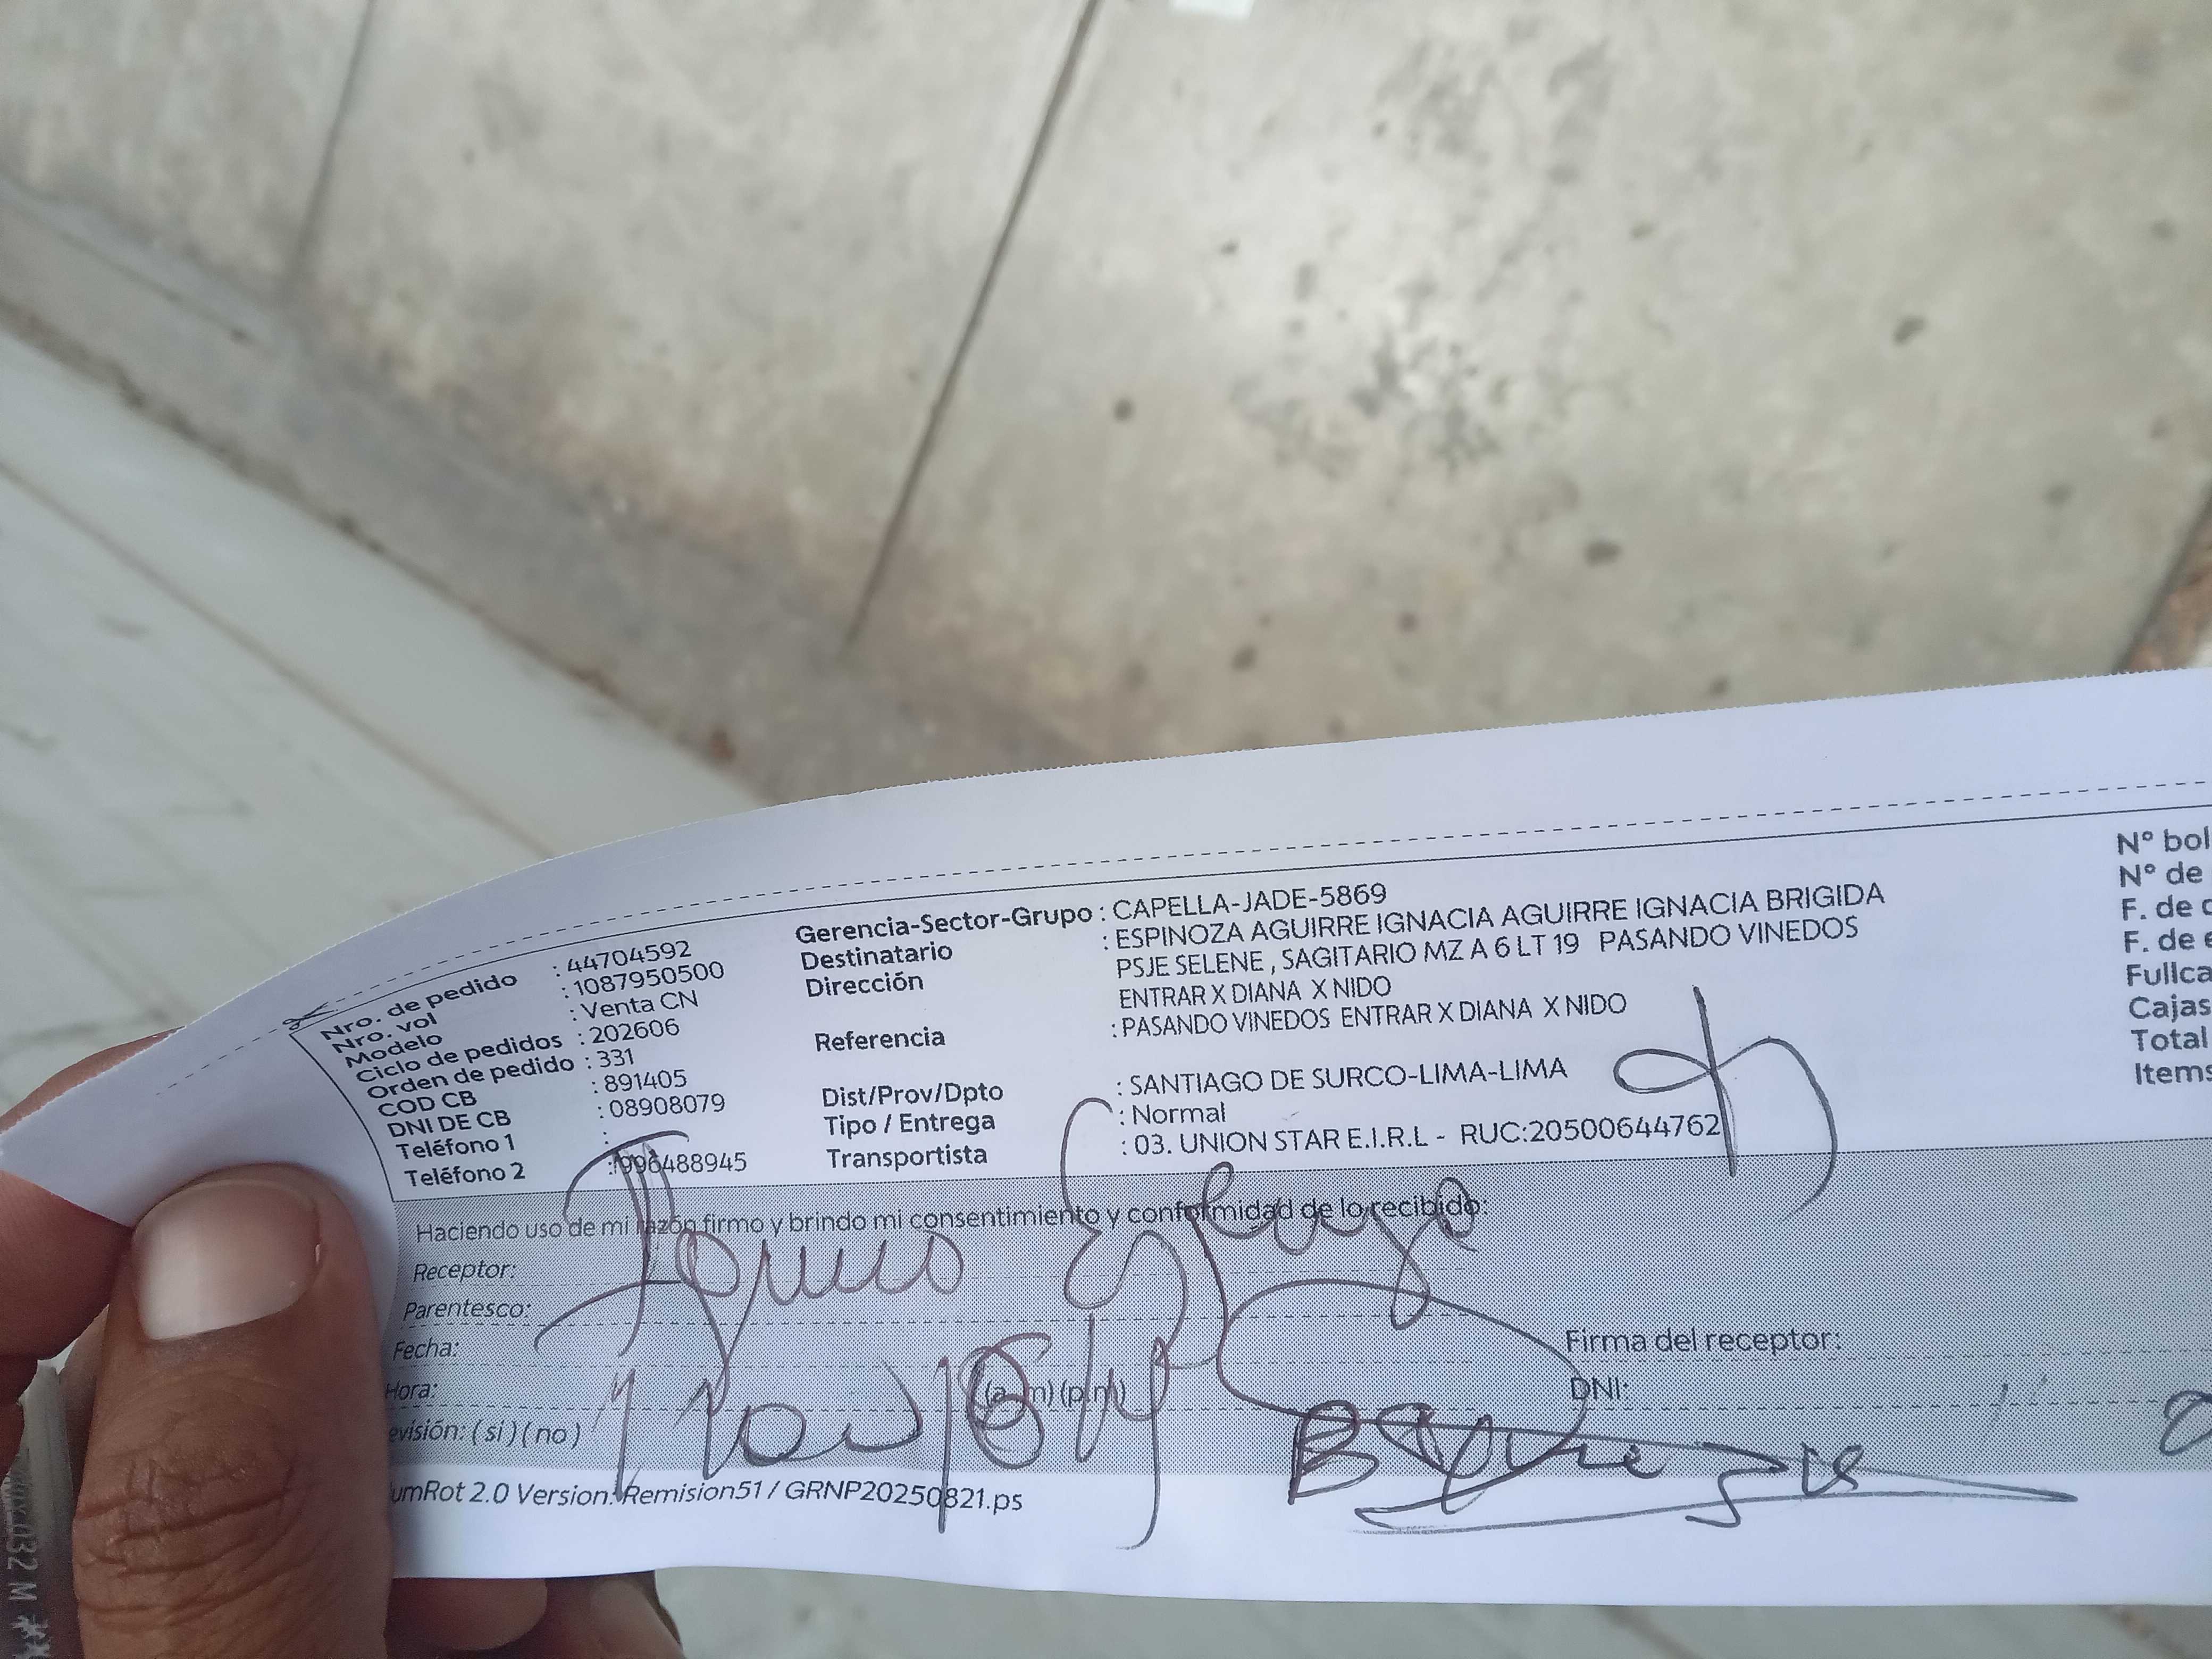 Nro. de pedido : 44704592
Nro. vol : 1087950500
Modelo : Venta CN
Ciclo de pedidos : 202606
Orden de pedido : 331
COD CB : 891405
DNI DE CB : 08908079
Teléfono 1 :
Teléfono 2 : 996488945
Gerencia-Sector-Grupo : CAPELLA-JADE-5869
Destinatario : ESPINOZA AGUIRRE IGNACIA AGUIRRE IGNACIA BRIGIDA
Dirección PSJE SELENE , SAGITARIO MZ A 6 LT 19 PASANDO VINEDOS
ENTRAR X DIANA X NIDO
Referencia : PASANDO VINEDOS ENTRAR X DIANA X NIDO
Dist/Prov/Dpto : SANTIAGO DE SURCO-LIMA-LIMA
Tipo / Entrega : Normal
Transportista : 03. UNION STAR E.I.R.L - RUC:20500644762
Nº bol
Nº de
F. de
F. de e
Fullca
Cajas
Total
Items
Haciendo uso de mi razón firmo y brindo mi consentimiento y conformidad de lo recibido:
Receptor:
Parentesco:
Fecha:
Hora: (a.m) (p.m)
evisión: ( si ) ( no )
Firma del receptor:
DNI:
umRot 2.0 Version: Remision51 / GRNP20250821.ps
032 M